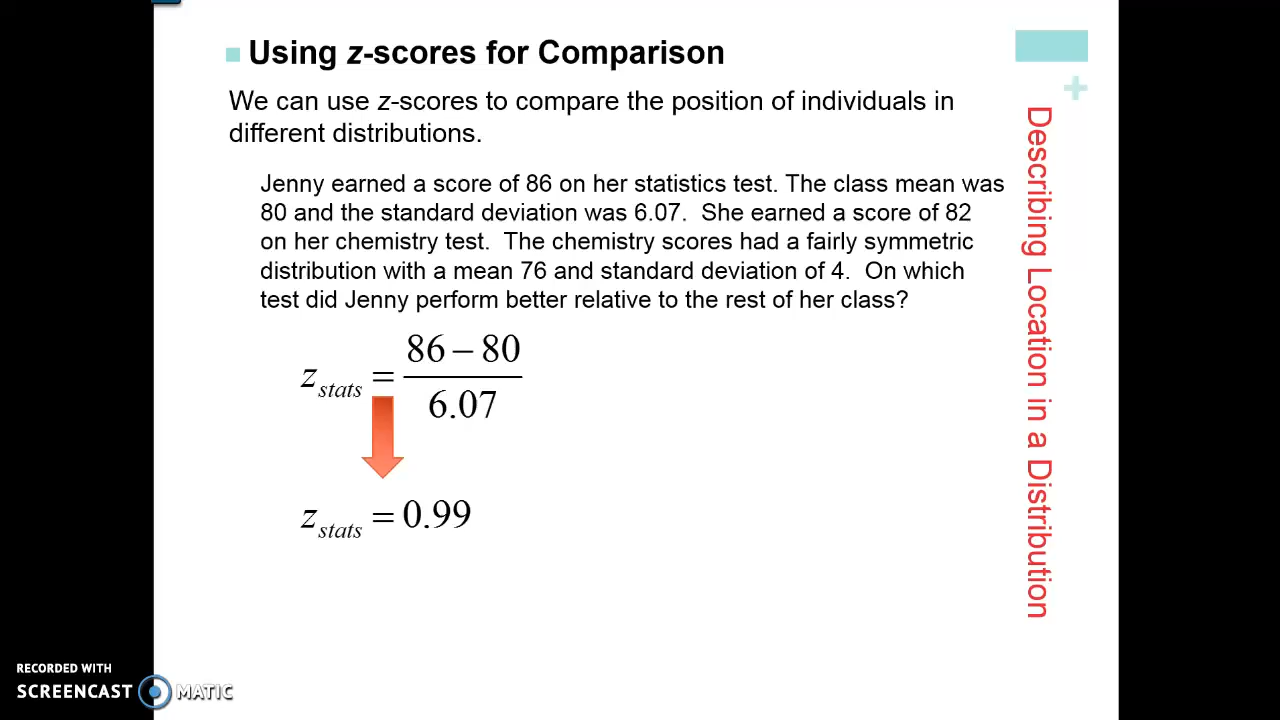 Using z-scores for Comparison
We can use z-scores to compare the position of individuals in
different distributions.
Jenny earned a score of 86 on her statistics test. The class mean was
80 and the standard deviation was 6.07. She earned a score of 82
on her chemistry test. The chemistry scores had a fairly symmetric
distribution with a mean 76 and standard deviation of 4. On which
test did Jenny perform better relative to the rest of her class?
z_stats = (86 – 80) / 6.07
z_stats = 0.99
+
Describing Location in a Distribution
RECORDED WITH
SCREENCAST MATIC